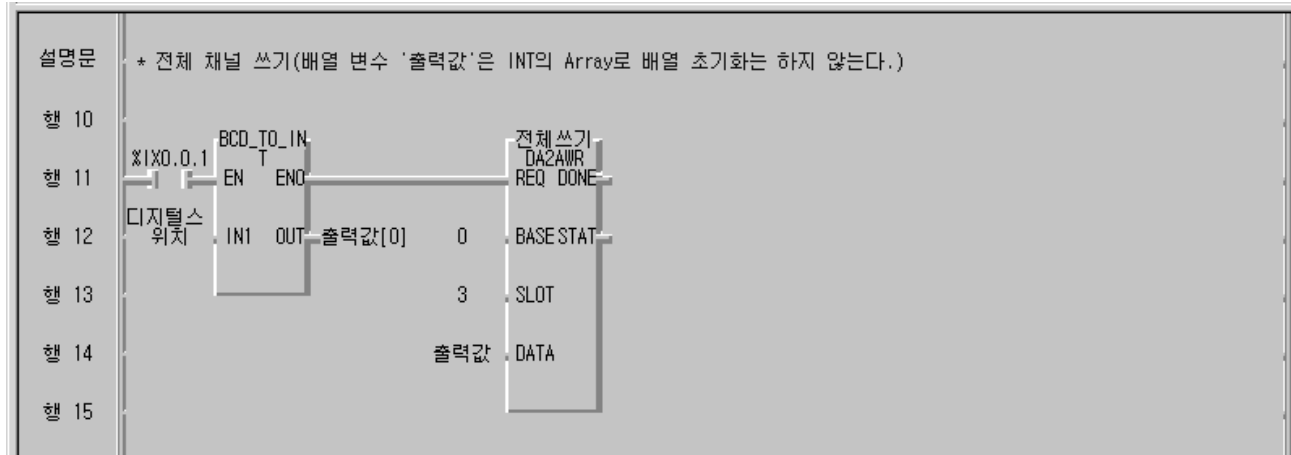 설명문 * 전체 채널 쓰기(배열 변수 '출력값'은 INT의 Array로 배열 초기화는 하지 않는다.)
행 10
BCD_TO_IN 전체쓰기
%IX0.0.1 T DA2AWR
행 11 EN ENO REQ DONE
디지털스
행 12 위치 IN1 OUT 출력값[0] 0 BASE STAT
행 13 3 SLOT
행 14 출력값 DATA
행 15